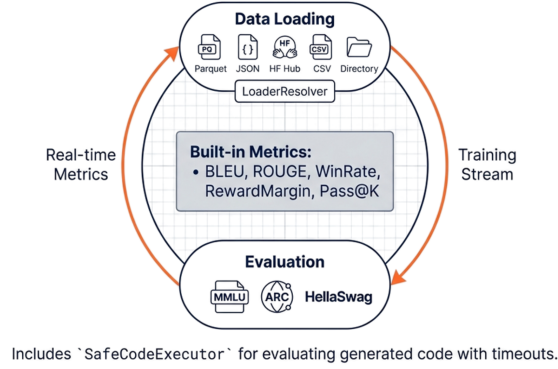 Data Loading
PQ
{ }
HF
CSV
Parquet JSON HF Hub CSV Directory
LoaderResolver
Real-time
Metrics
Built-in Metrics:
• BLEU, ROUGE, WinRate,
RewardMargin, Pass@K
Training
Stream
Evaluation
MMLU ARC HellaSwag
Includes `SafeCodeExecutor` for evaluating generated code with timeouts.